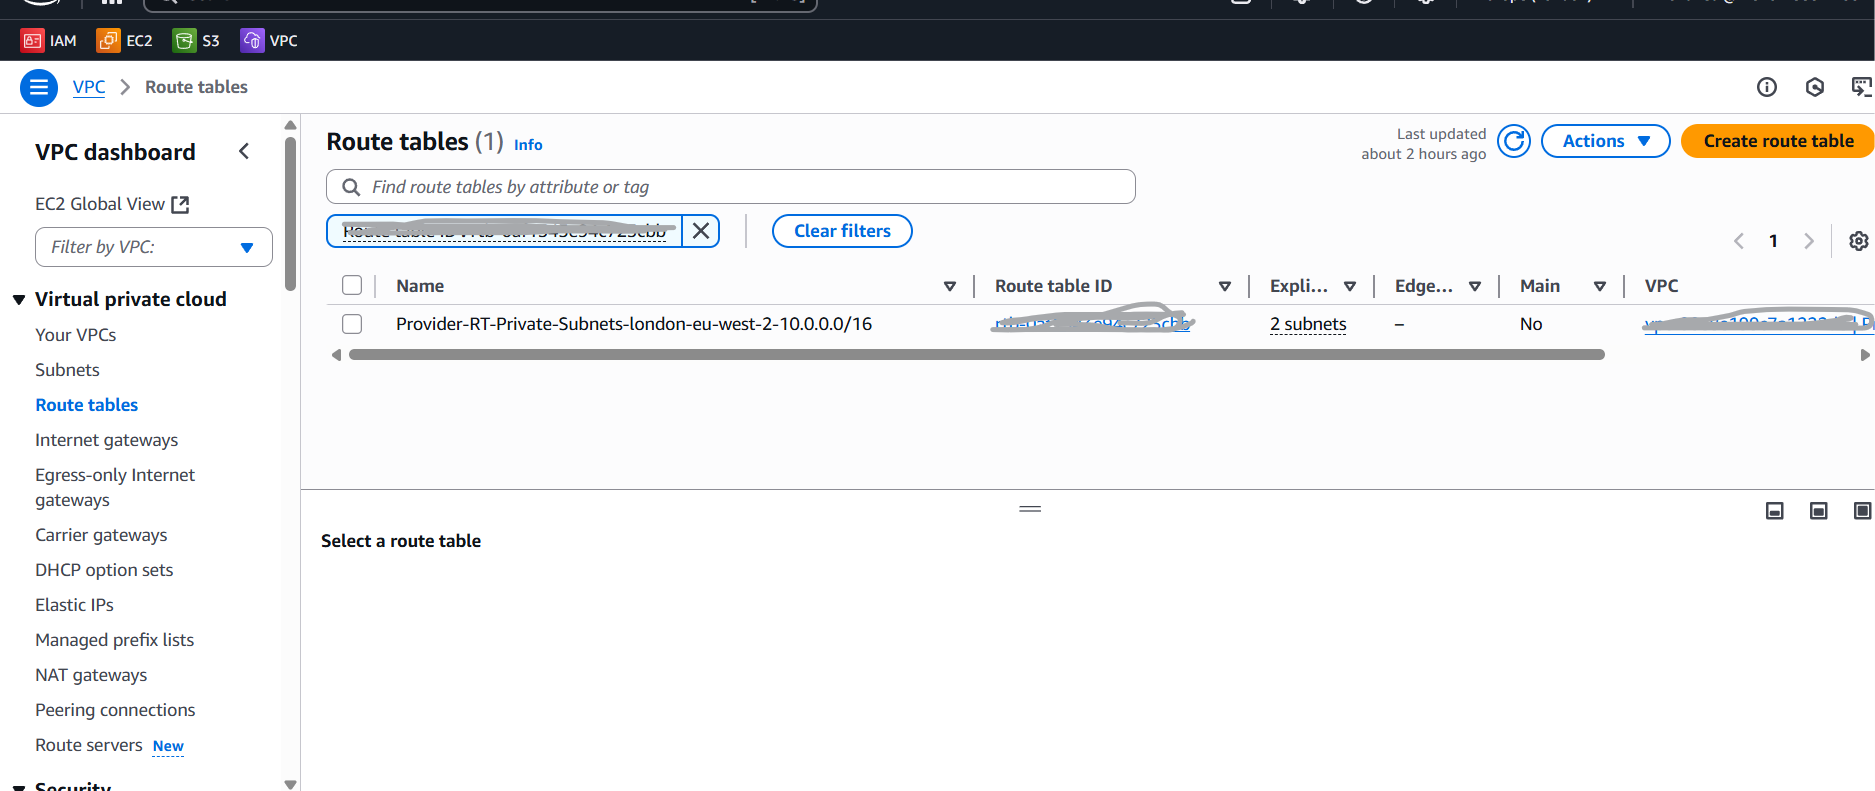 IAM EC2 S3 VPC
VPC > Route tables
VPC dashboard
EC2 Global View
Filter by VPC:
Virtual private cloud
Your VPCs
Subnets
Route tables
Internet gateways
Egress-only Internet
gateways
Carrier gateways
DHCP option sets
Elastic IPs
Managed prefix lists
NAT gateways
Peering connections
Route servers New
Security
Route tables (1) Info
Last updated
about 2 hours ago
Actions
Create route table
Find route tables by attribute or tag
Clear filters
1
Name Route table ID Expli... Edge... Main VPC
Provider-RT-Private-Subnets-london-eu-west-2-10.0.0.0/16 2 subnets – No
Select a route table